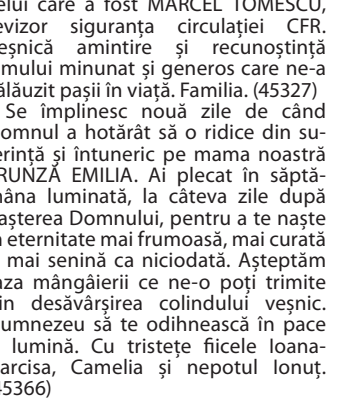 celui care a fost MARCEL TOMESCU,
revizor siguranța circulației CFR.
Veșnică amintire și recunoștință
omului minunat și generos care ne-a
călăuzit pașii în viață. Familia. (45327)
Se împlinesc nouă zile de când
Domnul a hotărât să o ridice din su-
ferință și întuneric pe mama noastră
FRUNZĂ EMILIA. Ai plecat în săptă-
mâna luminată, la câteva zile după
nașterea Domnului, pentru a te naște
eternitate mai frumoasă, mai curată
mai senină ca niciodată. Așteptăm
raza mângâierii ce ne-o poți trimite
din desăvârșirea colindului veșnic.
Dumnezeu să te odihnească în pace
lumină. Cu tristețe fiicele Ioana-
Narcisa, Camelia și nepotul Ionuț.
(45366)